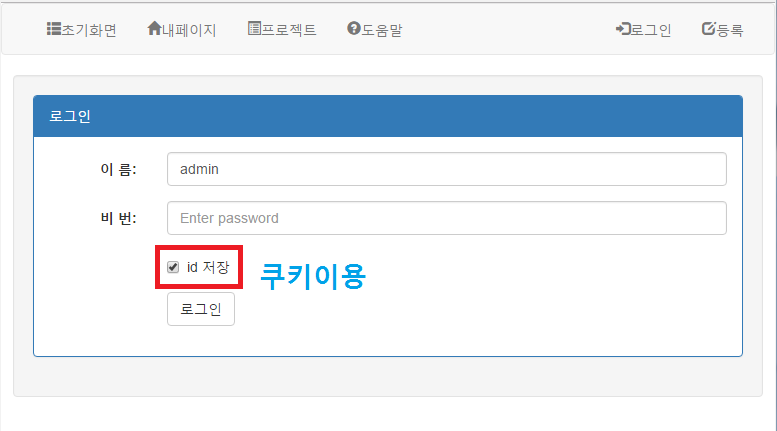 초기화면 내페이지 프로젝트 도움말 로그인 등록
로그인
이 름: admin
비 번: Enter password
id 저장 쿠키이용
로그인